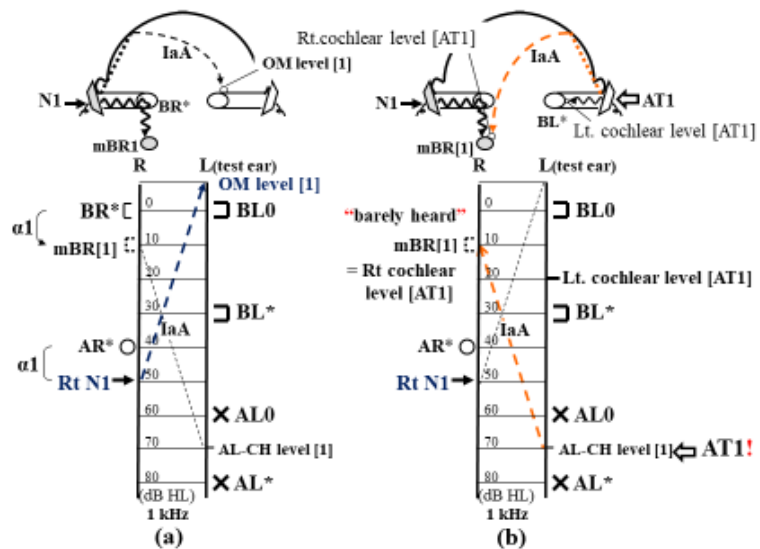 IaA
OM level [1]
N1
BR*
mBR1
R L(test ear)
OM level [1]
α1
BR*
mBR[1]
0
10
20
30
40
50
60
70
80
BL0
BL*
IaA
AR*
α1
Rt N1
AL0
AL-CH level [1]
AL*
(dB HL)
1 kHz
(a)
Rt.cochlear level [AT1]
IaA
N1
AT1
BL*
Lt. cochlear level [AT1]
mBR[1]
R L(test ear)
0
10
20
30
40
50
60
70
80
“barely heard”
mBR[1]
= Rt cochlear
level [AT1]
BL0
Lt. cochlear level [AT1]
BL*
IaA
AR*
Rt N1
AL0
AL-CH level [1]
AT1!
AL*
(dB HL)
1 kHz
(b)